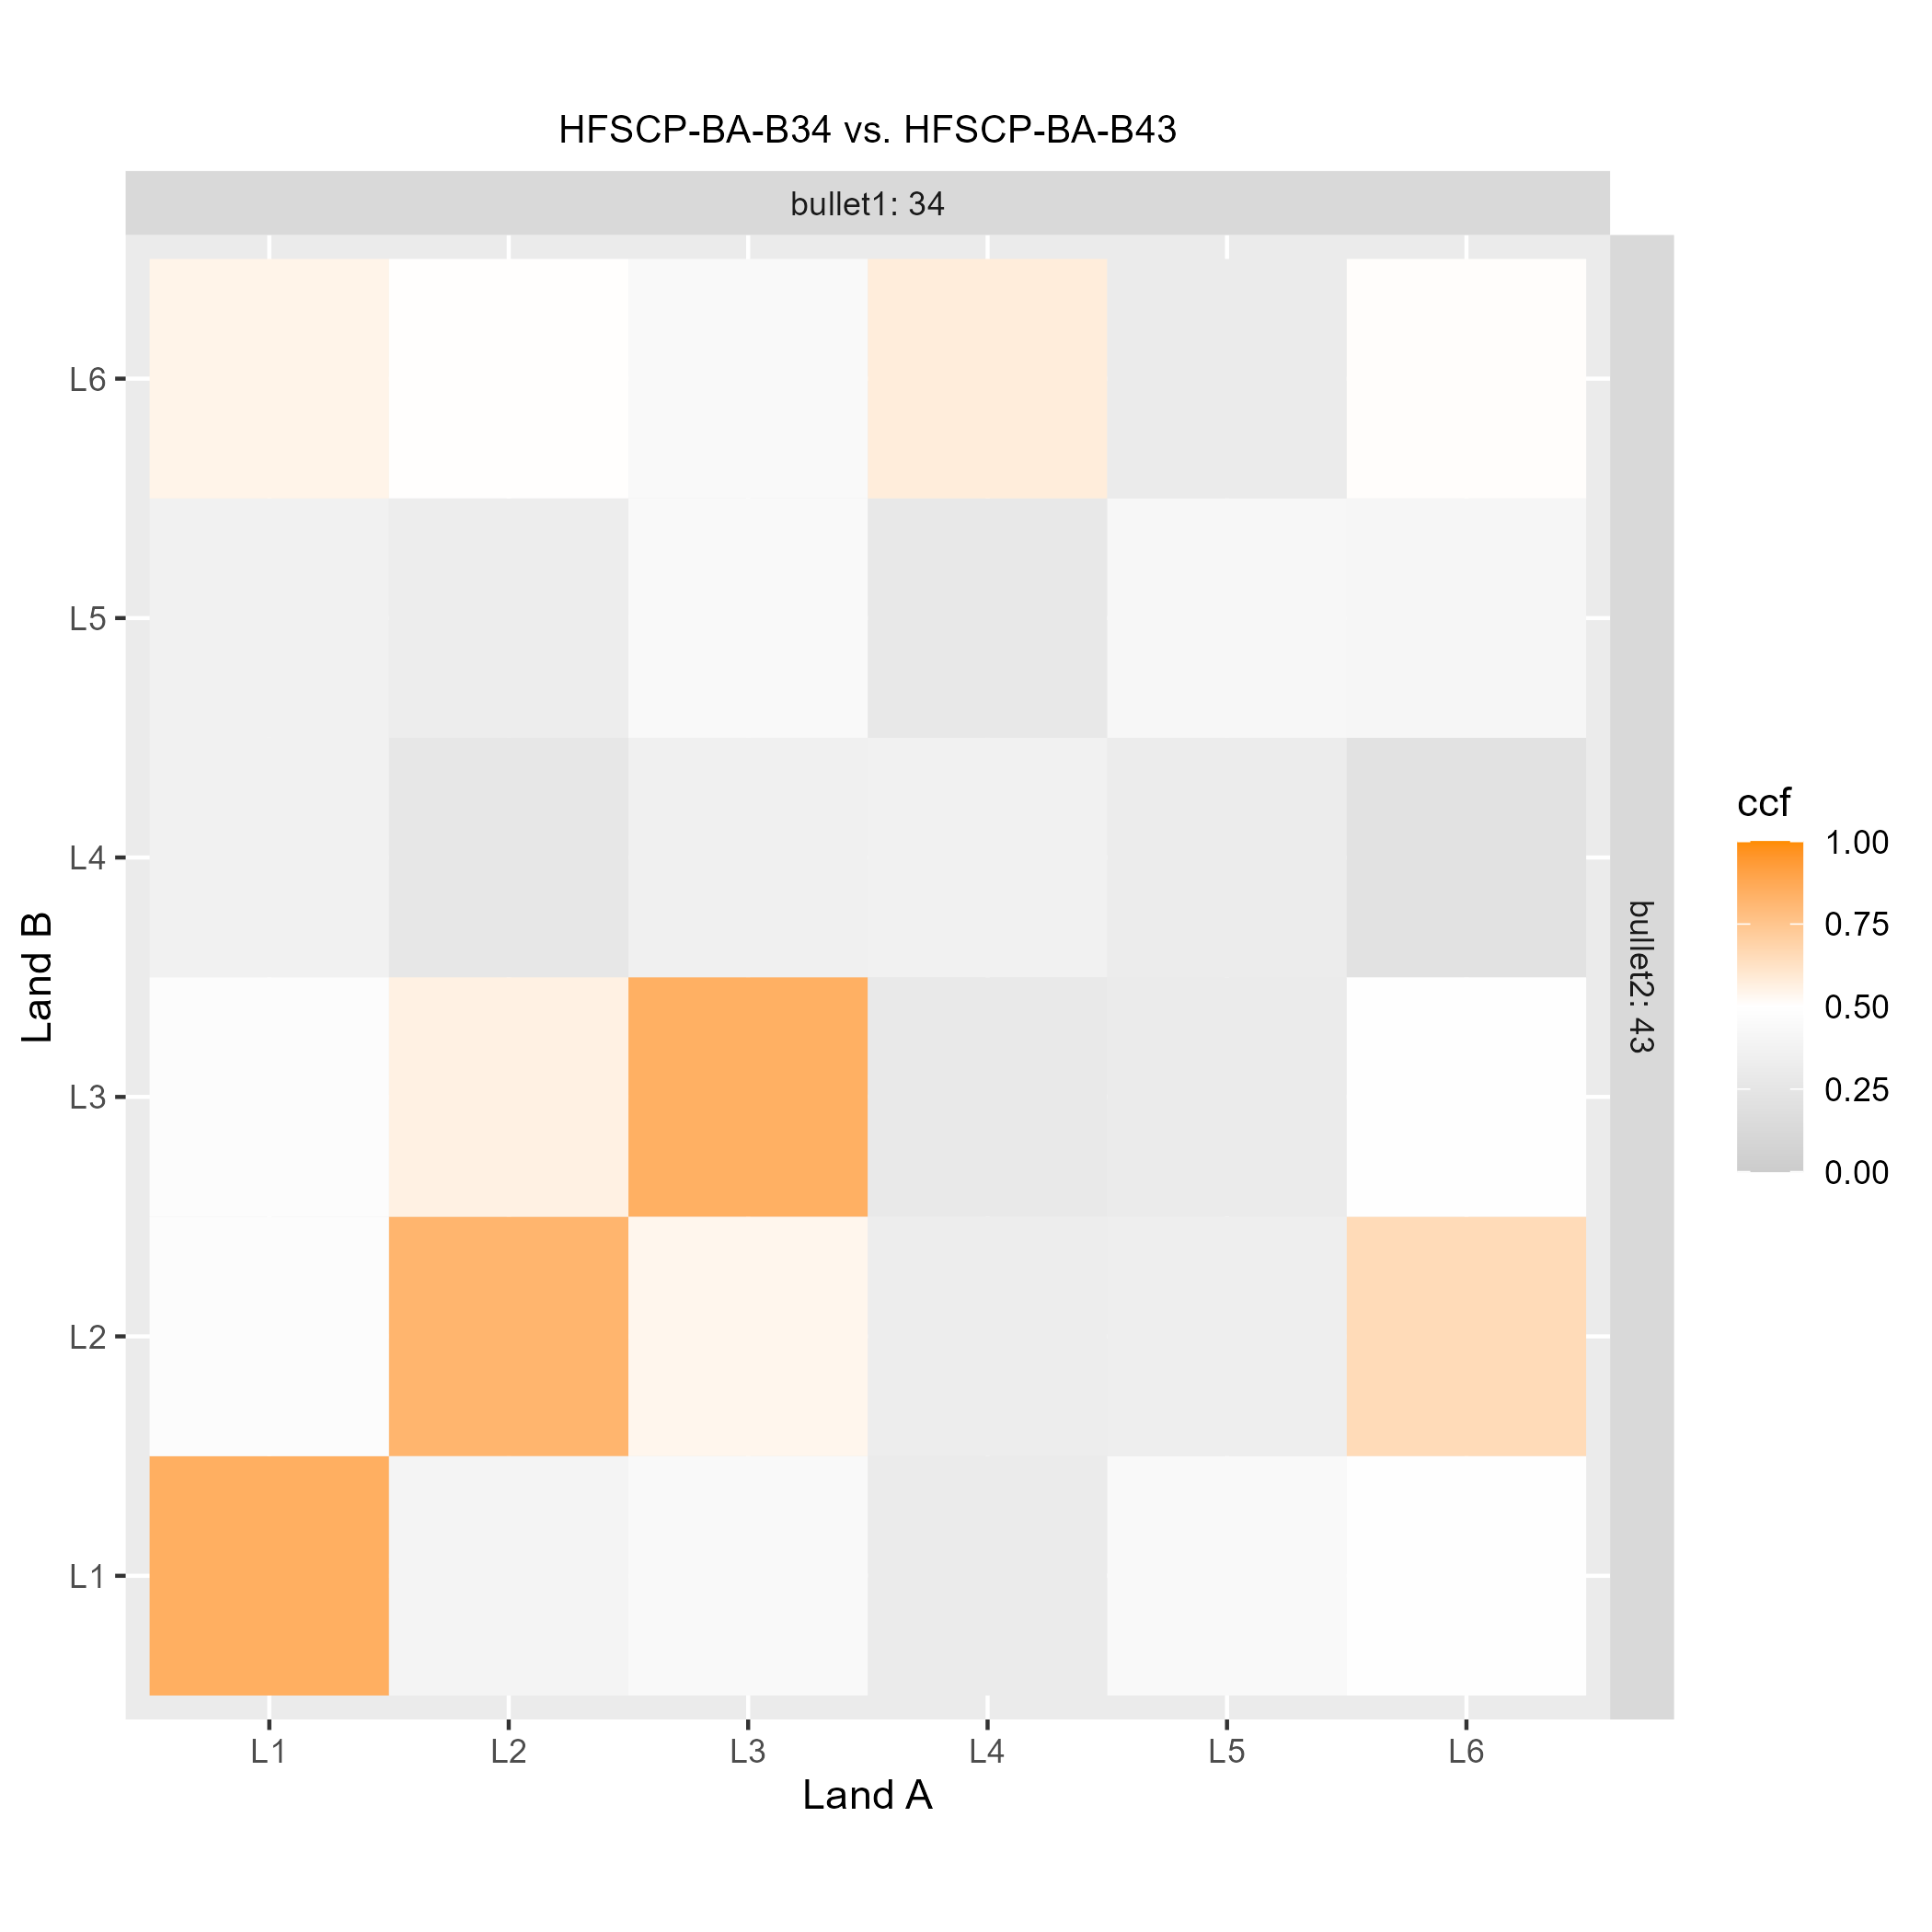 HFSCP-BA-B34 vs. HFSCP-BA-B43
bullet1: 34
L6
L5
L4
L3
L2
L1
Land B
bullet2: 43
ccf
1.00
0.75
0.50
0.25
0.00
L1 L2 L3 L4 L5 L6
Land A